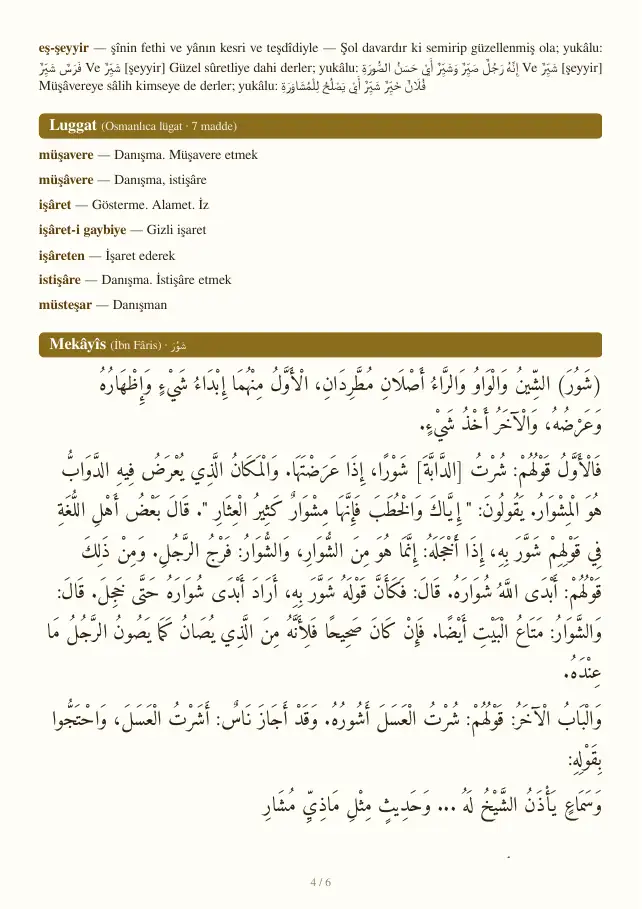 eş-şeyyir — şînin fethi ve yânın kesri ve teşdîdiyle — Şol davardır ki semirip güzellenmiş ola; yukâlu:
فَرَسٌ شَيِّرٌ Ve شَيِّرٌ [şeyyir] Güzel sûretliye dahi derler; yukâlu: إِنَّهُ رَجُلٌ صَيِّرٌ وَشَيِّرٌ أَيْ حَسَنُ الصُّورَةِ Ve شَيِّرٌ [şeyyir]
Müşâvereye sâlih kimseye de derler; yukâlu: فُلَانٌ خَيِّرٌ شَيِّرٌ أَيْ يَصْلُحُ لِلْمُشَاوَرَةِ
Luggat (Osmanlıca lügat · 7 madde)
müşavere — Danışma. Müşavere etmek
müşâvere — Danışma, istişâre
işâret — Gösterme. Alamet. İz
işâret-i gaybiye — Gizli işaret
işâreten — İşaret ederek
istişâre — Danışma. İstişâre etmek
müsteşar — Danışman
Mekâyîs (İbn Fâris) · شور
(شَوَرَ) الشِّينُ وَالْوَاوُ وَالرَّاءُ أَصْلَانِ مُطَّرِدَانِ، الْأَوَّلُ مِنْهُمَا إِبْدَاءُ شَيْءٍ وَإِظْهَارُهُ
وَعَرْضُهُ، وَالْآخَرُ أَخْذُ شَيْءٍ.
فَالْأَوَّلُ قَوْلُهُمْ: شُرْتُ [الدَّابَّةَ] شَوْرًا، إِذَا عَرَضْتَهَا. وَالْمَكَانُ الَّذِي يُعْرَضُ فِيهِ الدَّوَابُّ
هُوَ الْمِشْوَارُ. يَقُولُونَ: " إِيَّاكَ وَالْخُطَبَ فَإِنَّهَا مِشْوَارٌ كَثِيرُ الْعِثَارِ ". قَالَ بَعْضُ أَهْلِ اللُّغَةِ
فِي قَوْلِهِمْ شَوَّرَ بِهِ، إِذَا أَخْجَلَهُ: إِنَّمَا هُوَ مِنَ الشُّوَارِ، وَالشُّوَارُ: فَرْجُ الرَّجُلِ. وَمِنْ ذَلِكَ
قَوْلُهُمْ: أَبْدَى اللَّهُ شُوَارَهُ. قَالَ: فَكَأَنَّ قَوْلَهُ شَوَّرَ بِهِ، أَرَادَ أَبْدَى شُوَارَهُ حَتَّى خَجِلَ. قَالَ:
وَالشَّوَارُ: مَتَاعُ الْبَيْتِ أَيْضًا. فَإِنْ كَانَ صَحِيحًا فَلِأَنَّهُ مِنَ الَّذِي يُصَانُ كَمَا يَصُونُ الرَّجُلُ مَا
عِنْدَهُ.
وَالْبَابُ الْآخَرُ: قَوْلُهُمْ: شُرْتُ الْعَسَلَ أَشُورُهُ. وَقَدْ أَجَازَ نَاسٌ: أَشَرْتُ الْعَسَلَ، وَاحْتَجُّوا
بِقَوْلِهِ:
وَسَمَاعٍ يَأْذَنُ الشَّيْخُ لَهُ ... وَحَدِيثٍ مِثْلِ مَاذِيٍّ مُشَارِ
4 / 6